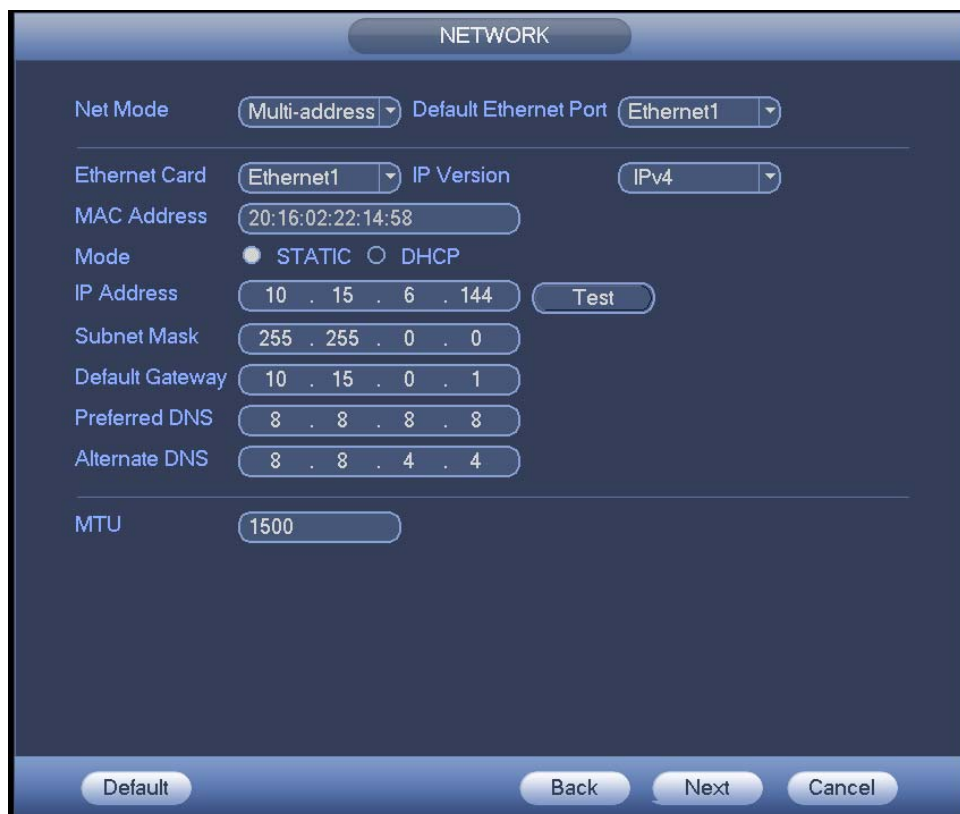 NETWORK
Net Mode Multi-address Default Ethernet Port Ethernet1
Ethernet Card Ethernet1 IP Version IPv4
MAC Address 20:16:02:22:14:58
Mode STATIC DHCP
IP Address 10 . 15 . 6 . 144 Test
Subnet Mask 255 . 255 . 0 . 0
Default Gateway 10 . 15 . 0 . 1
Preferred DNS 8 . 8 . 8 . 8
Alternate DNS 8 . 8 . 4 . 4
MTU 1500
Default Back Next Cancel